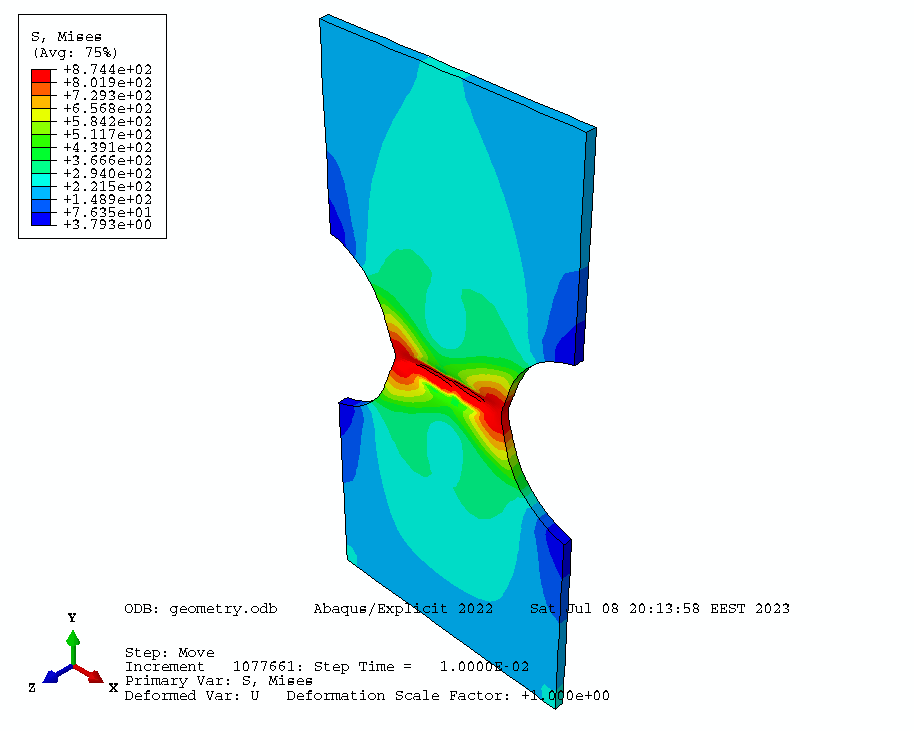 S, Mises
(Avg: 75%)
+8.744e+02
+8.019e+02
+7.293e+02
+6.568e+02
+5.842e+02
+5.117e+02
+4.391e+02
+3.666e+02
+2.940e+02
+2.215e+02
+1.489e+02
+7.635e+01
+3.793e+00
ODB: geometry.odb Abaqus/Explicit 2022 Sat Jul 08 20:13:58 EEST 2023
Y
Z
X
Step: Move
Increment 1077661: Step Time = 1.0000E-02
Primary Var: S, Mises
Deformed Var: U Deformation Scale Factor: +1.000e+00